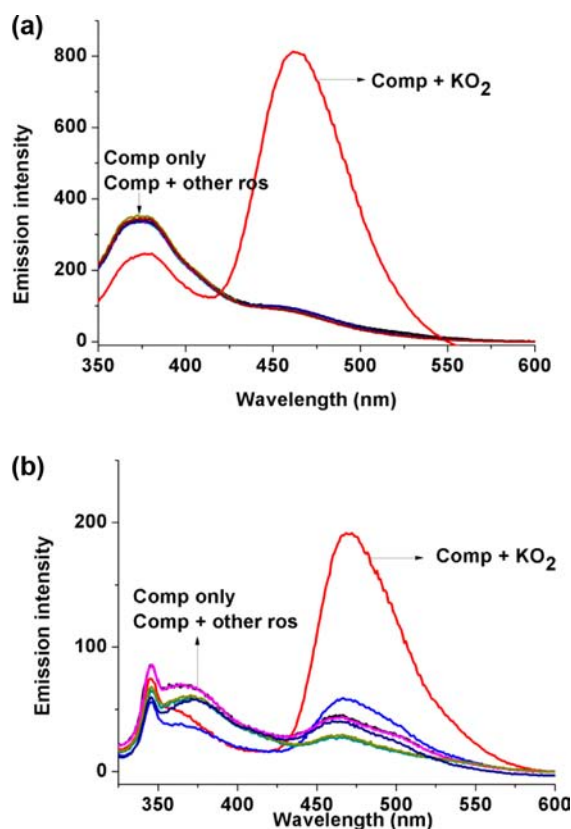 (a)
800
600
400
200
0
Emission intensity
Comp + KO2
Comp only
Comp + other ros
350 400 450 500 550 600
Wavelength (nm)
(b)
200
100
0
Emission intensity
Comp + KO2
Comp only
Comp + other ros
350 400 450 500 550 600
Wavelength (nm)